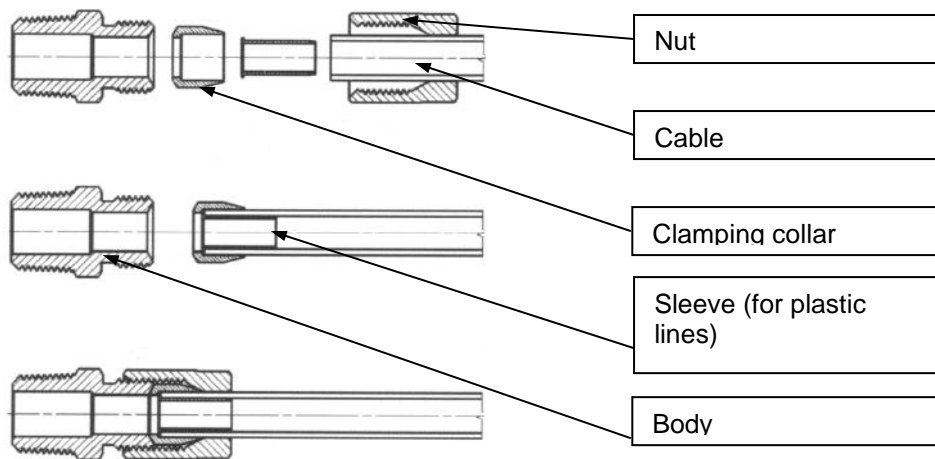 Nut
Cable
Clamping collar
Sleeve (for plastic
lines)
Body